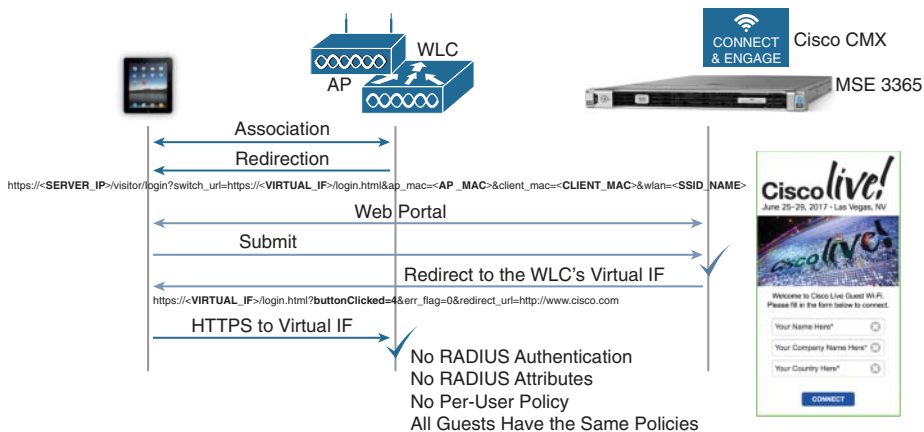 CONNECT
& ENGAGE
Cisco CMX
WLC
AP
MSE 3365
Association
Redirection
https://<SERVER_IP>/visitor/login?switch_url=https://<VIRTUAL_IF>/login.html&ap_mac=<AP _MAC>&client_mac=<CLIENT_MAC>&wlan=<SSID_NAME>
Web Portal
Submit
Redirect to the WLC's Virtual IF
https://<VIRTUAL_IF>/login.html?buttonClicked=4&err_flag=0&redirect_url=http://www.cisco.com
HTTPS to Virtual IF
No RADIUS Authentication
No RADIUS Attributes
No Per-User Policy
All Guests Have the Same Policies
Cisco live!
June 25-29, 2017 • Las Vegas, NV
cisco live!
Welcome to Cisco Live Guest Wi-Fi.
Please fill in the form below to connect.
Your Name Here*
Your Company Name Here*
Your Country Here*
CONNECT